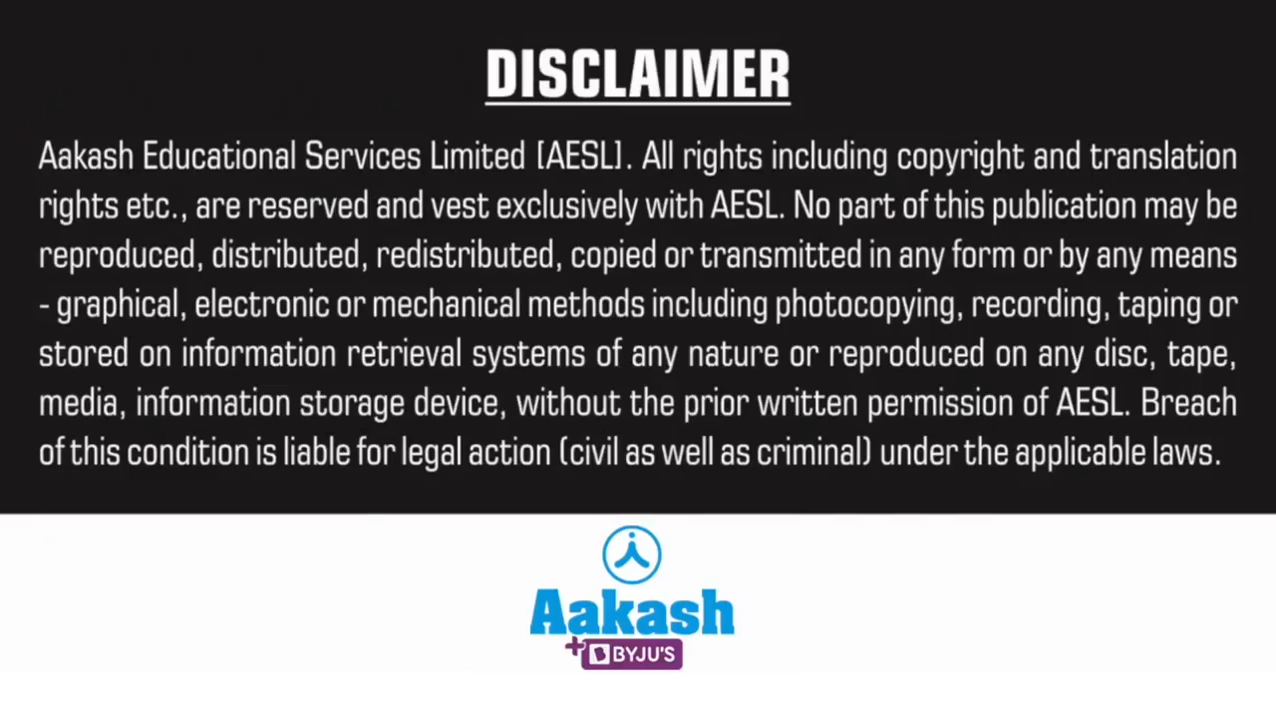 DISCLAIMER
Aakash Educational Services Limited [AESL]. All rights including copyright and translation
rights etc., are reserved and vest exclusively with AESL. No part of this publication may be
reproduced, distributed, redistributed, copied or transmitted in any form or by any means
- graphical, electronic or mechanical methods including photocopying, recording, taping or
stored on information retrieval systems of any nature or reproduced on any disc, tape,
media, information storage device, without the prior written permission of AESL. Breach
of this condition is liable for legal action (civil as well as criminal) under the applicable laws.
Aakash
+ BYJU'S